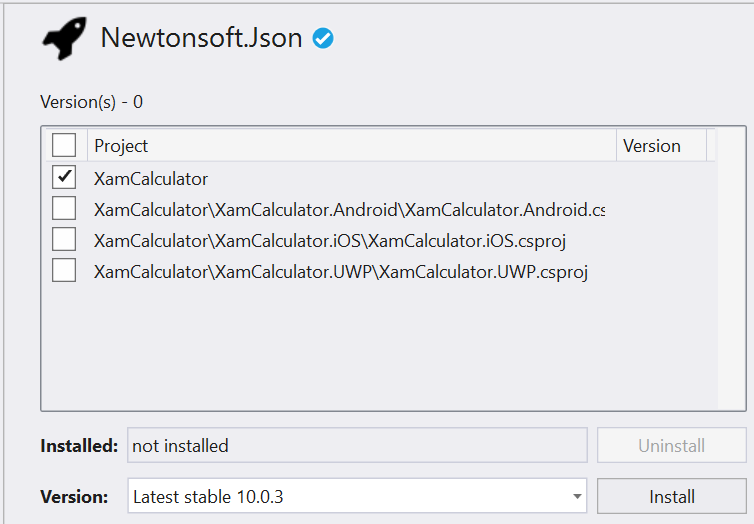 Newtonsoft.Json
Version(s) - 0
Project Version
XamCalculator
XamCalculator\XamCalculator.Android\XamCalculator.Android.cs
XamCalculator\XamCalculator.iOS\XamCalculator.iOS.csproj
XamCalculator\XamCalculator.UWP\XamCalculator.UWP.csproj
Installed: not installed Uninstall
Version: Latest stable 10.0.3 Install